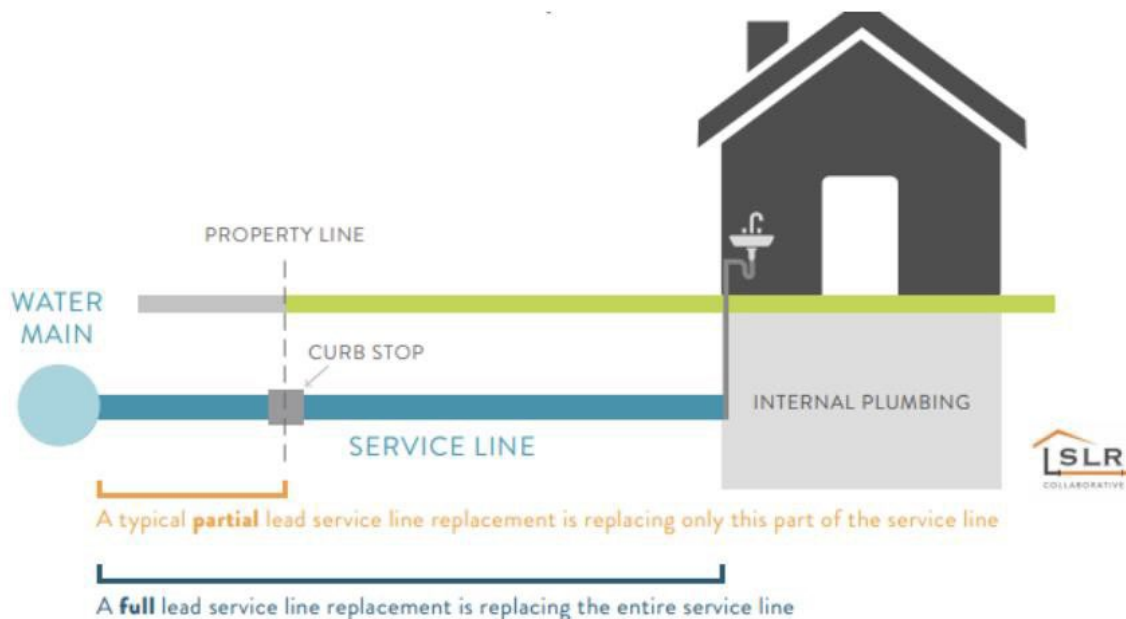 PROPERTY LINE
WATER
MAIN
CURB STOP
SERVICE LINE
INTERNAL PLUMBING
LSLR
COLLABORATIVE
A typical partial lead service line replacement is replacing only this part of the service line
A full lead service line replacement is replacing the entire service line